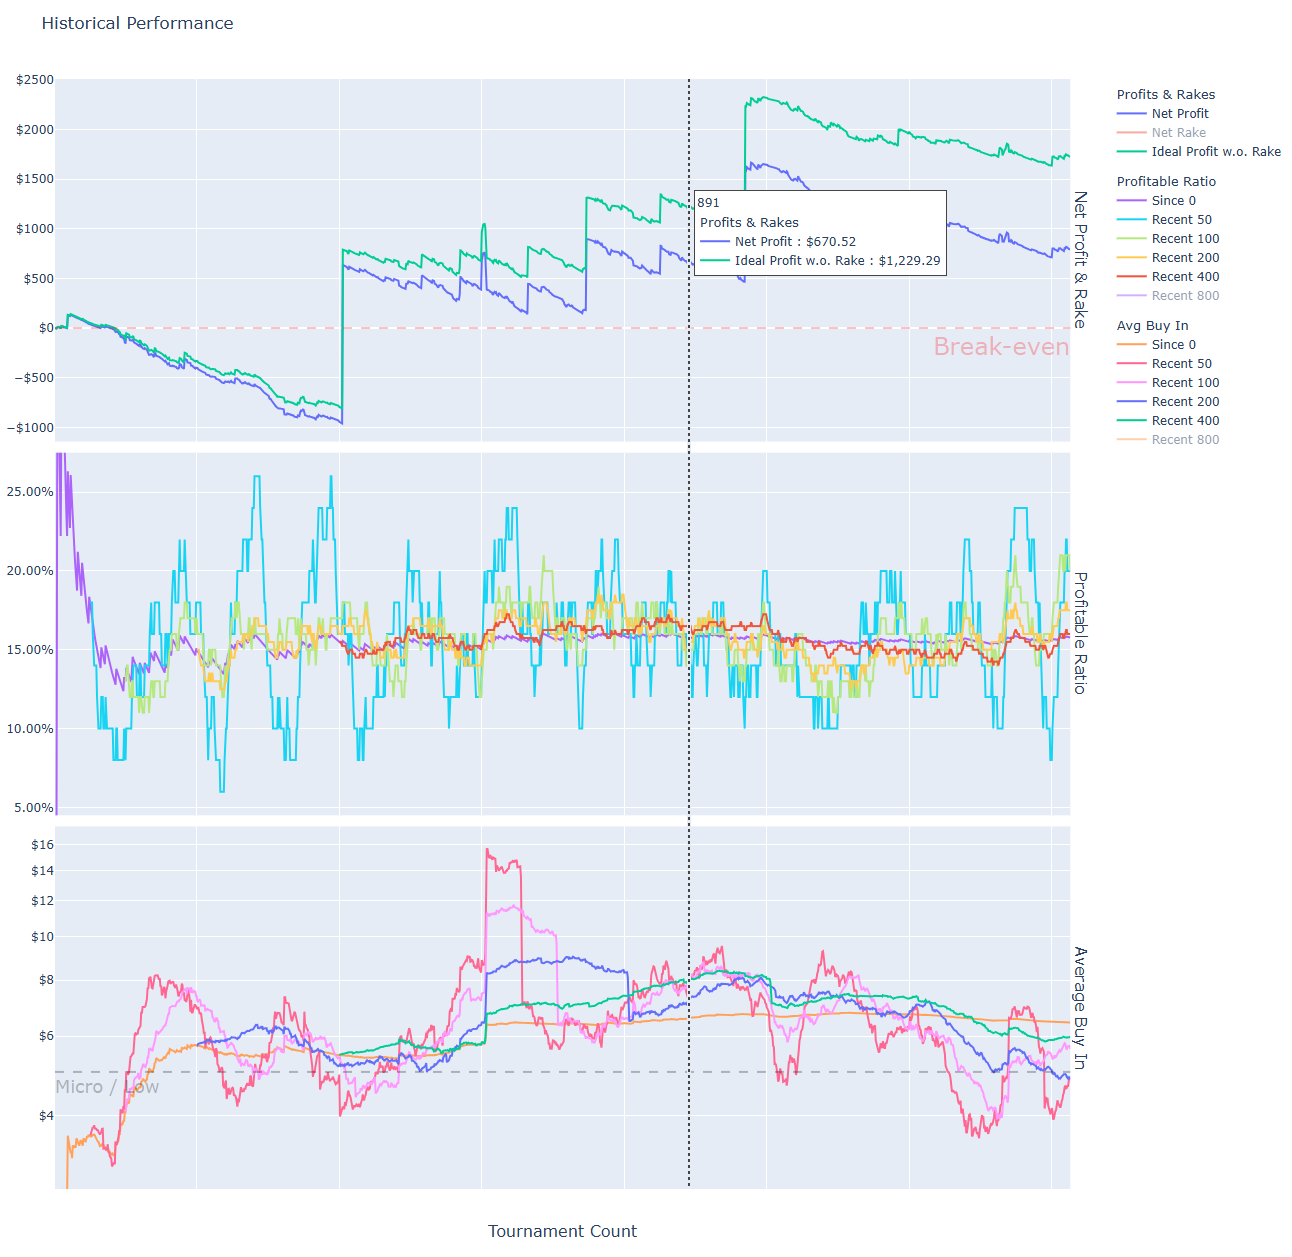 Historical Performance
$2500
$2000
$1500
$1000
$500
$0
−$500
−$1000
Break-even
Net Profit & Rake
891
Profits & Rakes
Net Profit : $670.52
Ideal Profit w.o. Rake : $1,229.29
Profits & Rakes
Net Profit
Net Rake
Ideal Profit w.o. Rake
Profitable Ratio
Since 0
Recent 50
Recent 100
Recent 200
Recent 400
Recent 800
Avg Buy In
Since 0
Recent 50
Recent 100
Recent 200
Recent 400
Recent 800
25.00%
20.00%
15.00%
10.00%
5.00%
Profitable Ratio
$16
$14
$12
$10
$8
$6
$4
Micro / Low
Average Buy In
Tournament Count